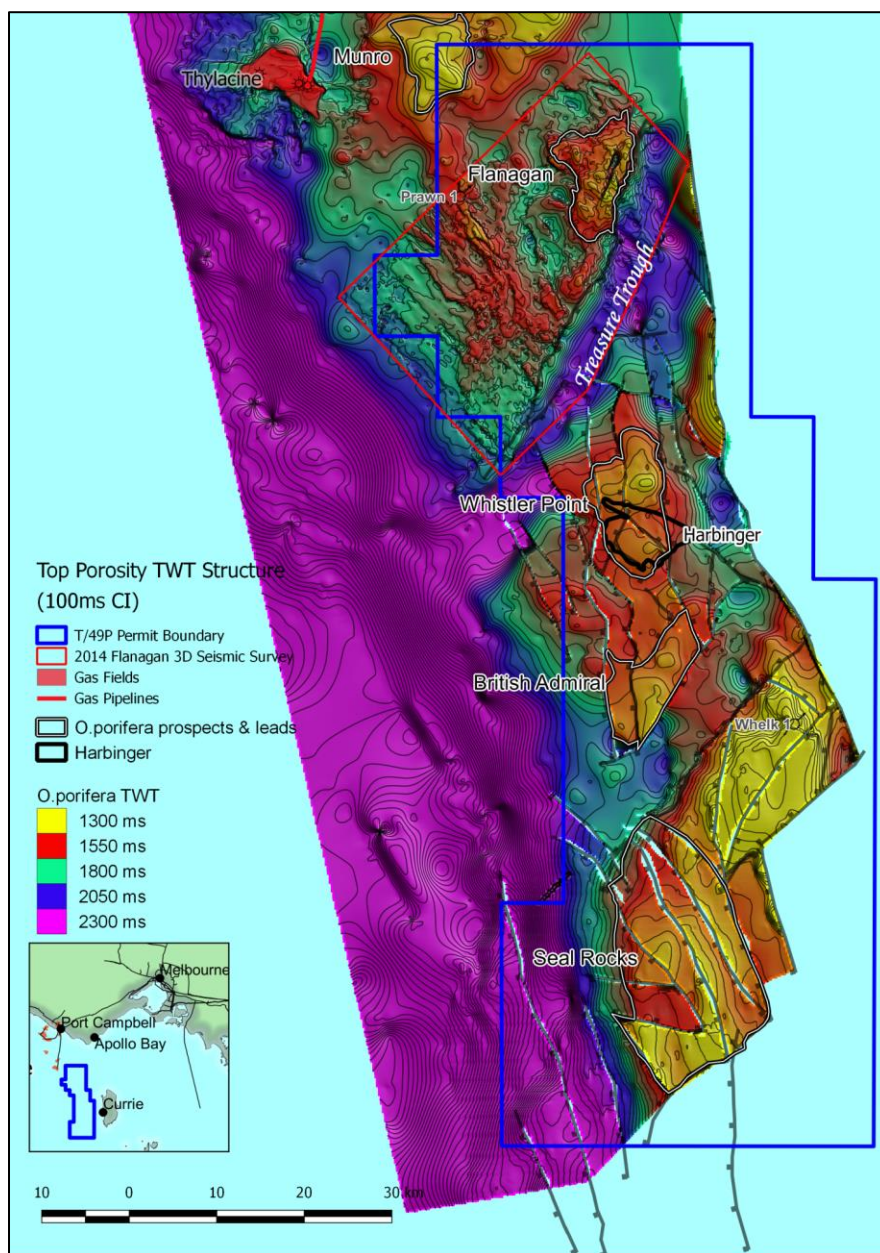 Munro
Thylacine
Flanagan
Prawn 1
Treasure Trough
Whistler Point
Harbinger
British Admiral
Whelk 1
Seal Rocks
Top Porosity TWT Structure
(100ms CI)
T/49P Permit Boundary
2014 Flanagan 3D Seismic Survey
Gas Fields
Gas Pipelines
O.porifera prospects & leads
Harbinger
O.porifera TWT
1300 ms
1550 ms
1800 ms
2050 ms
2300 ms
Melbourne
Port Campbell
Apollo Bay
Currie
10 0 10 20 30 km